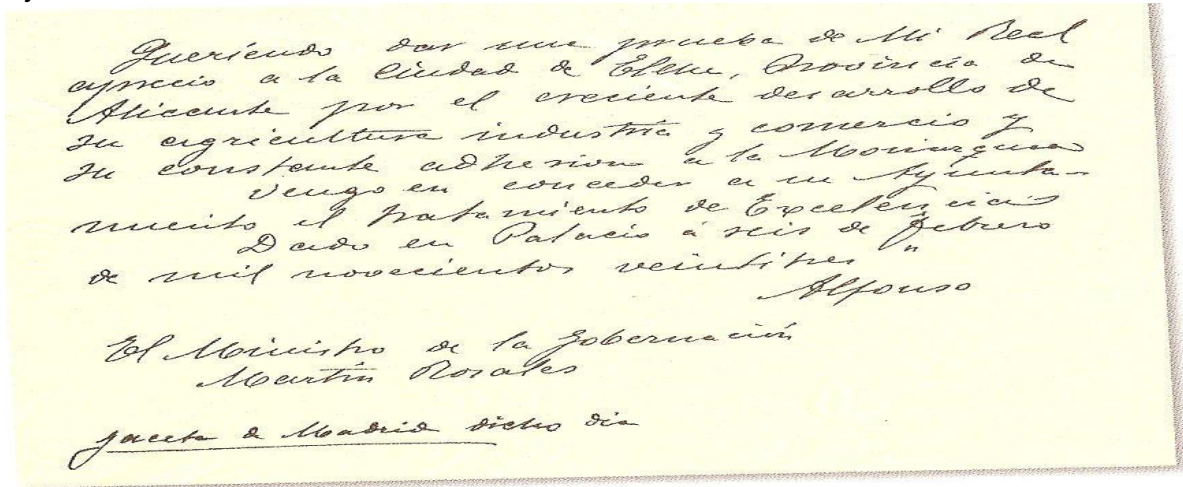 Queriendo dar una prueba de Mi Real
aprecio a la Ciudad de Elche, Provincia de
Alicante por el creciente desarrollo de
su agricultura industria y comercio y
su constante adhesion a la Monarquia
Vengo en conceder a su Ayunta-
miento el tratamiento de Excelencia
Dado en Palacio á seis de febrero
de mil novecientos veintitres "
Alfonso
El Ministro de la Gobernación
Martin Rosales
Gaceta de Madrid dicho dia